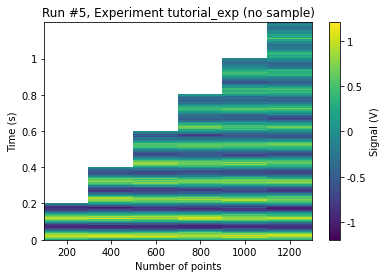 Run #5, Experiment tutorial_exp (no sample)
Time (s)
1
0.8
0.6
0.4
0.2
0
200 400 600 800 1000 1200
Number of points
1
0.5
0
-0.5
-1
Signal (V)